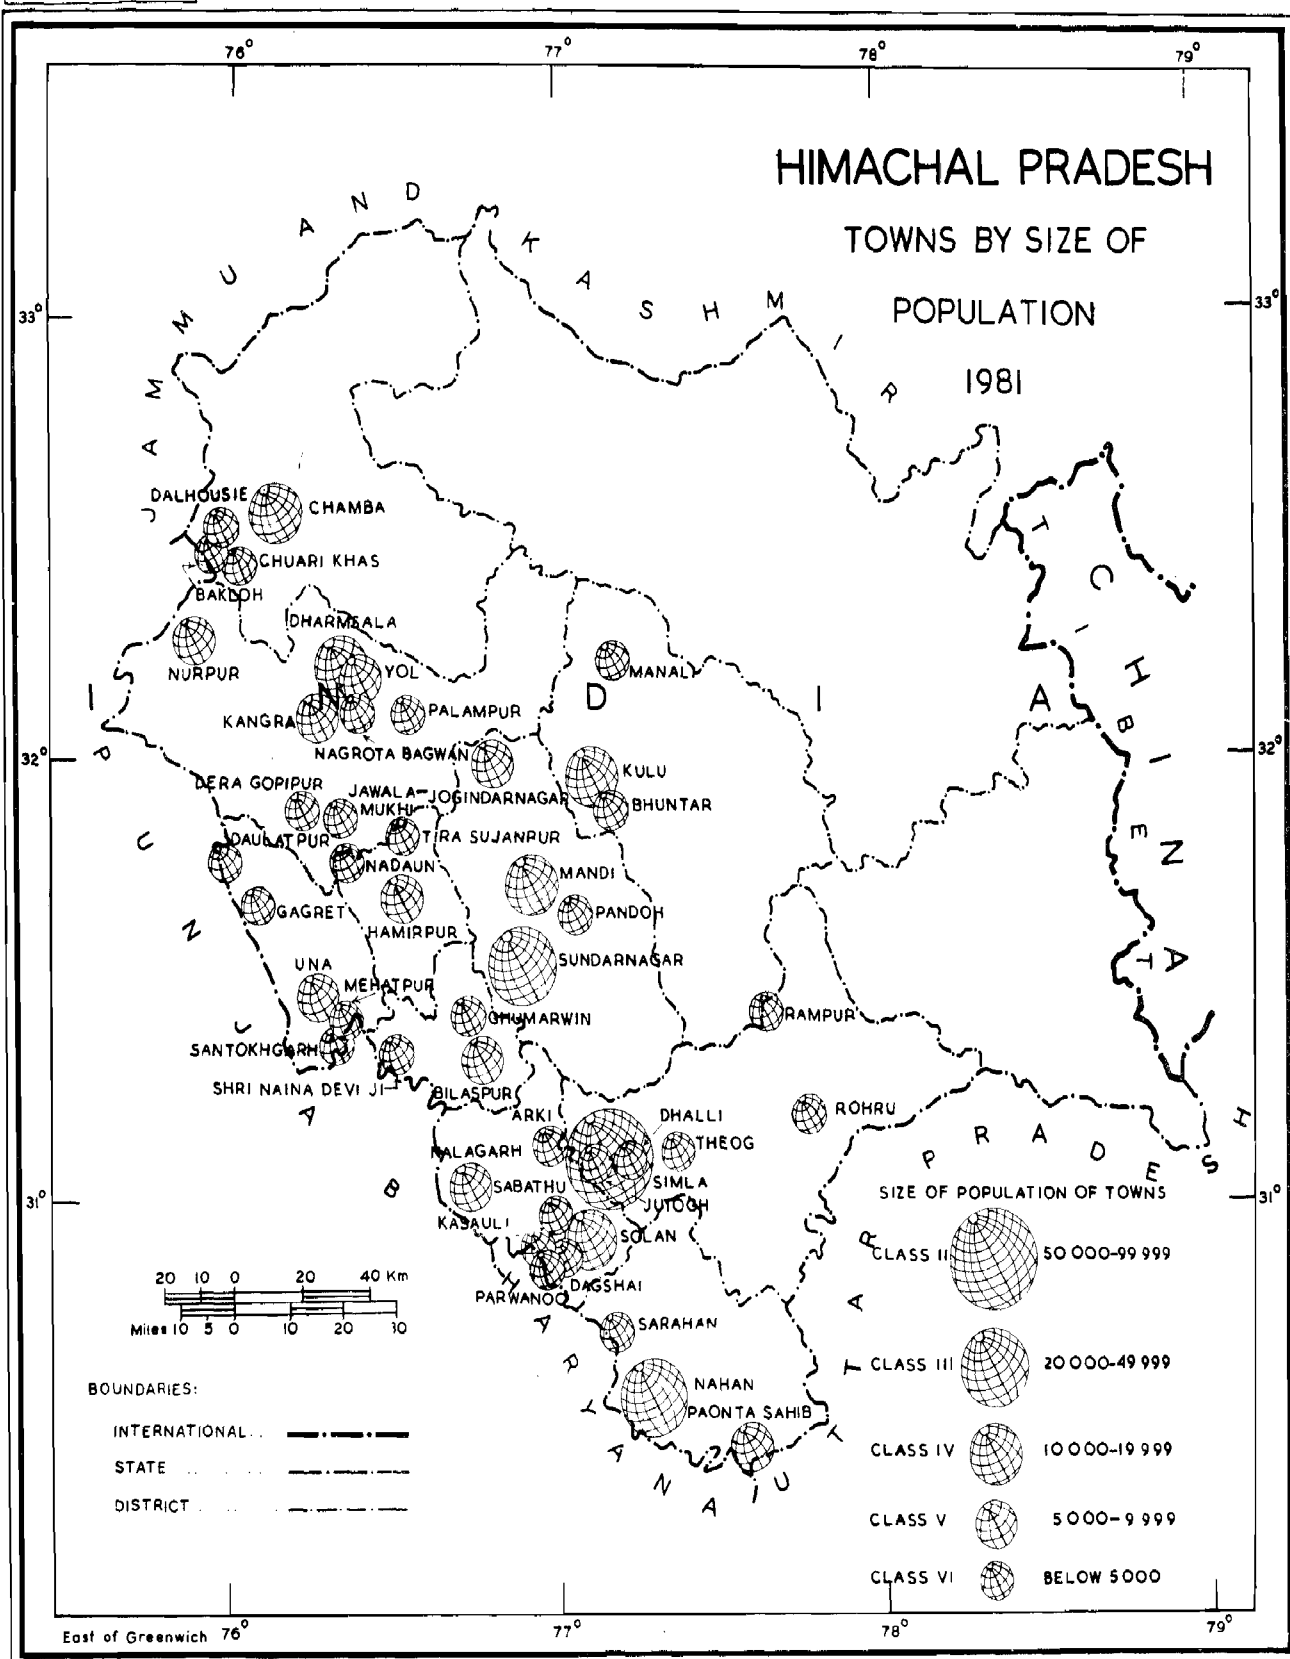 76° 77° 78° 79°
HIMACHAL PRADESH
TOWNS BY SIZE OF
POPULATION
1981
JAMMU AND KASHMIR
33° 33°
DALHOUSIE
CHAMBA
CHUARI KHAS
BAKLOH
DHARMSALA
NURPUR
YOL
MANALI
KANGRA
PALAMPUR
NAGROTA BAGWAN
INDIA
TIBET
CHINA
32° 32°
DERA GOPIPUR
JAWALA-
MUKHI
JOGINDARNAGAR
KULU
BHUNTAR
DAULATPUR
TIRA SUJANPUR
NADAUN
MANDI
GAGRET
HAMIRPUR
PANDOH
UNA
MEHATPUR
SUNDARNAGAR
GHUMARWIN
RAMPUR
SANTOKHGARH
SHRI NAINA DEVI JI
BILASPUR
ARKI
DHALLI
THEOG
ROHRU
NALAGARH
SABATHU
SIMLA
JUTOGH
KASAULI
SOLAN
DAGSHAI
PARWANOO
SARAHAN
NAHAN
PAONTA SAHIB
PUNJAB
HARYANA
UTTAR PRADESH
31° 31°
20 10 0 20 40 Km
Miles 10 5 0 10 20 30
BOUNDARIES:
INTERNATIONAL..
STATE
DISTRICT
SIZE OF POPULATION OF TOWNS
CLASS II 50 000-99 999
CLASS III 20 000-49 999
CLASS IV 10 000-19 999
CLASS V 5 000-9 999
CLASS VI BELOW 5 000
East of Greenwich 76° 77° 78° 79°